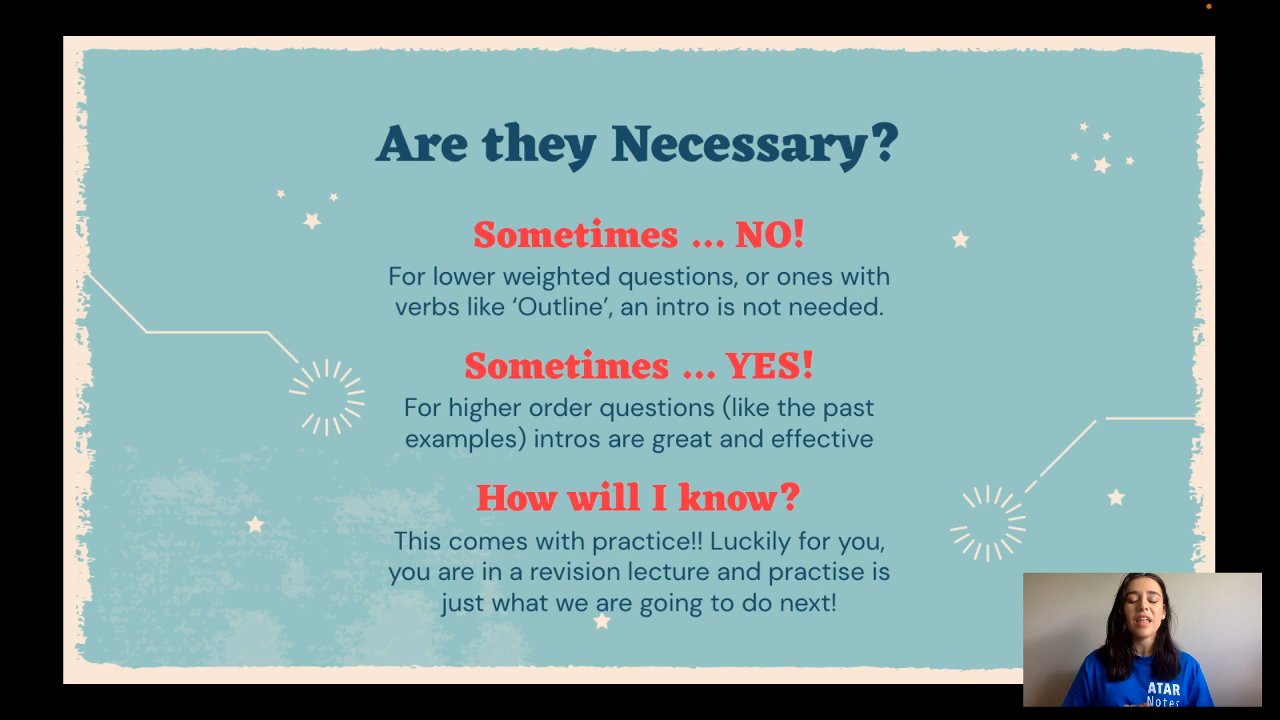 Are they Necessary?
Sometimes ... NO!
For lower weighted questions, or ones with
verbs like ‘Outline’, an intro is not needed.
Sometimes ... YES!
For higher order questions (like the past
examples) intros are great and effective
How will I know?
This comes with practice!! Luckily for you,
you are in a revision lecture and practise is
just what we are going to do next!
ATAR
Notes